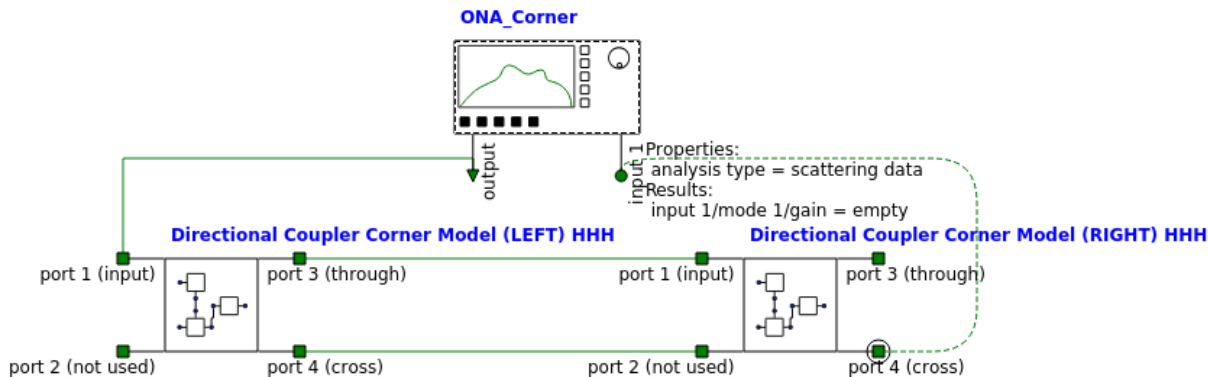 ONA_Corner
output
input 1
Properties:
analysis type = scattering data
Results:
input 1/mode 1/gain = empty
Directional Coupler Corner Model (LEFT) HHH
Directional Coupler Corner Model (RIGHT) HHH
port 1 (input)
port 3 (through)
port 1 (input)
port 3 (through)
port 2 (not used)
port 4 (cross)
port 2 (not used)
port 4 (cross)